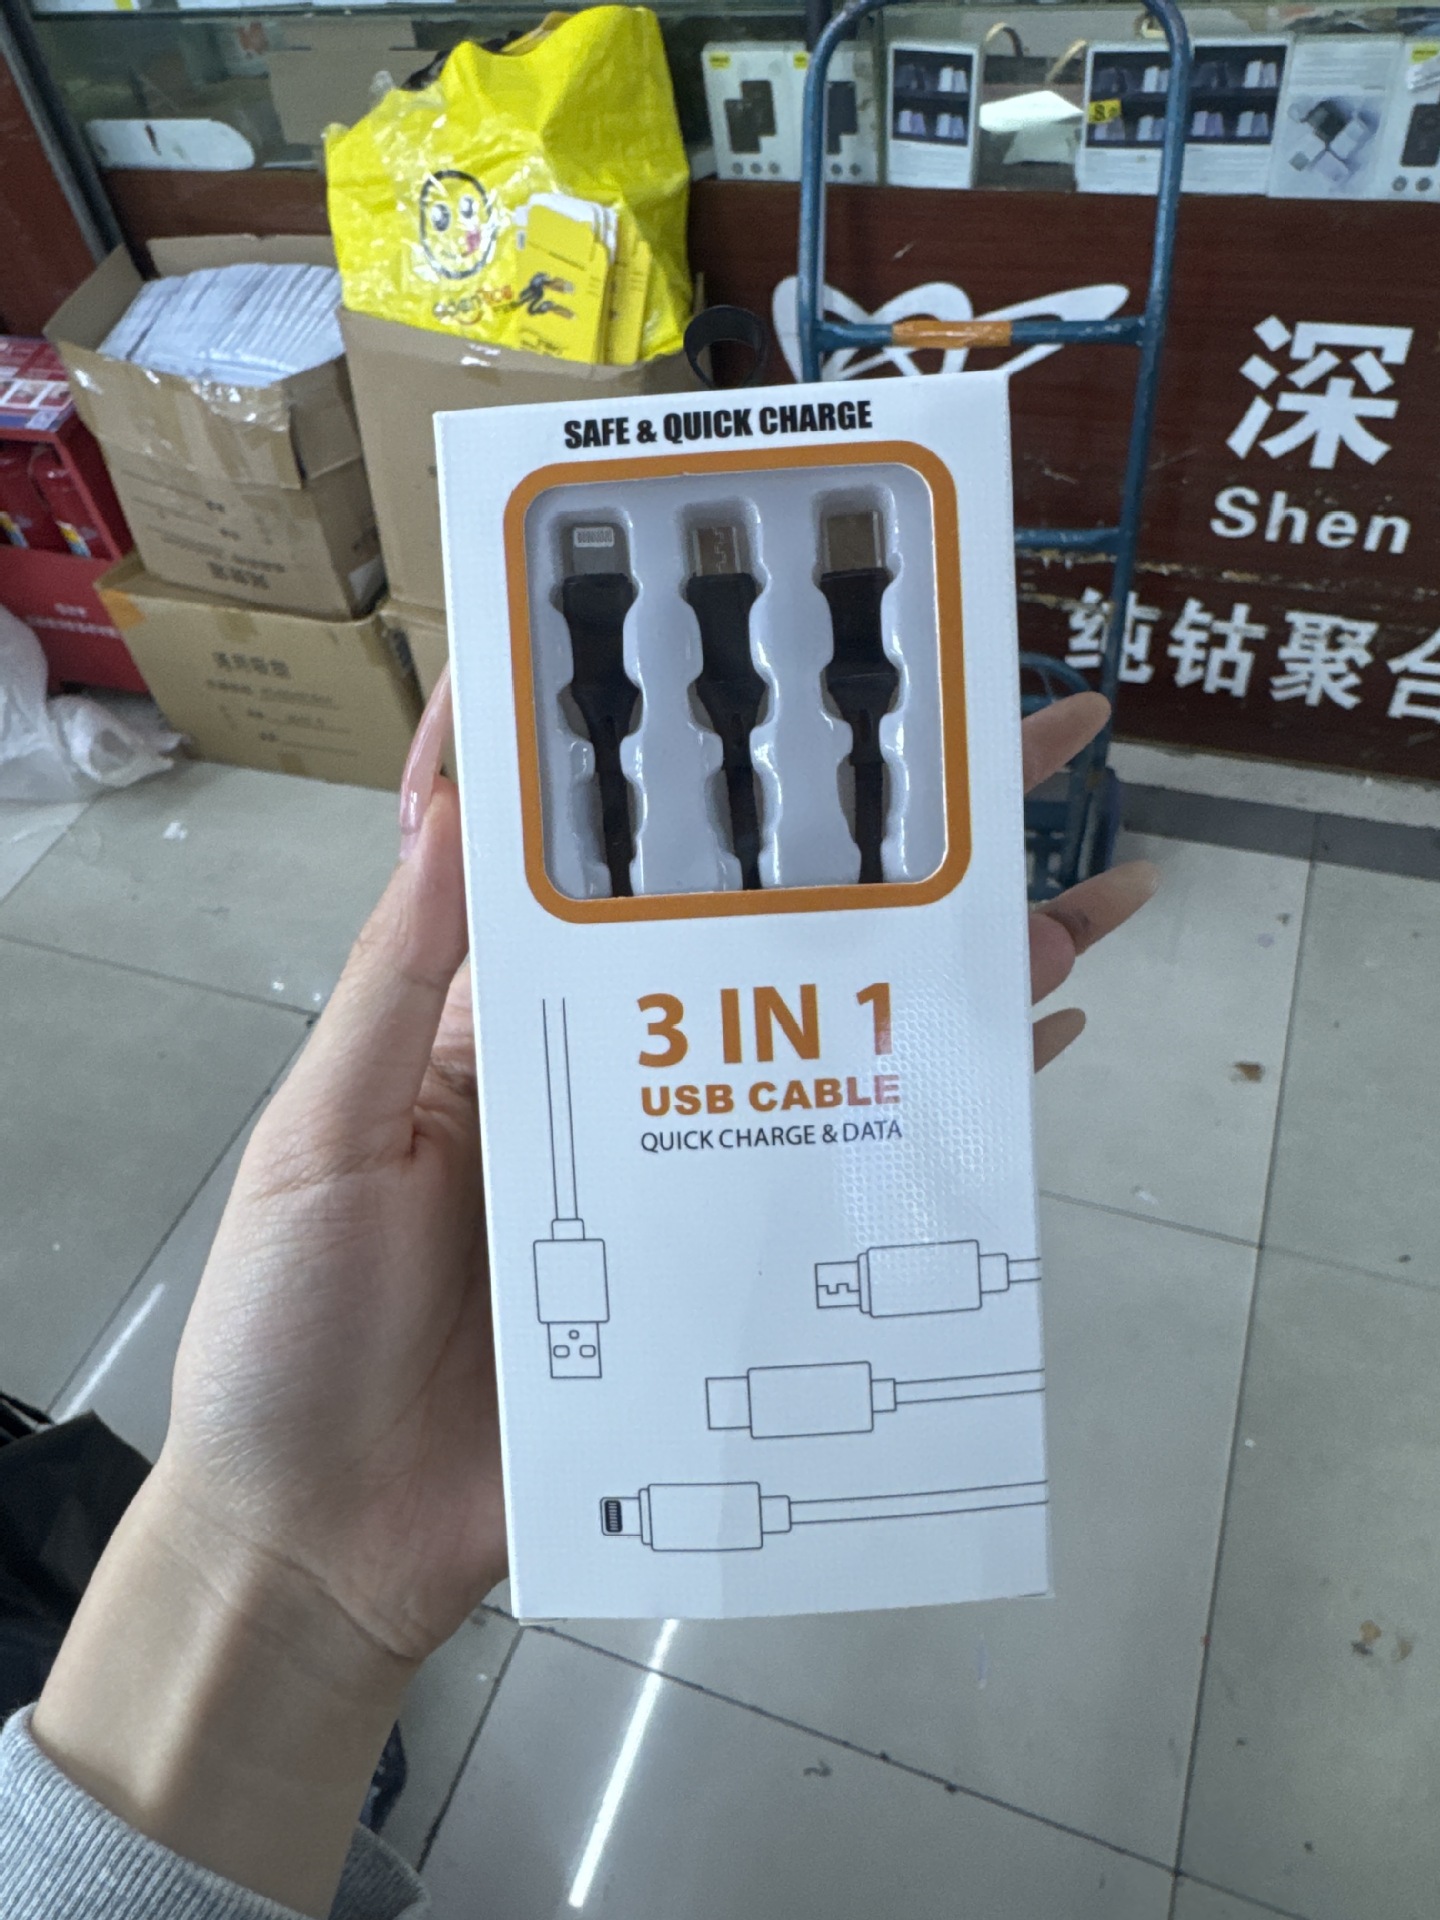 SAFE & QUICK CHARGE
3 IN 1
USB CABLE
QUICK CHARGE & DATA
深
Shen
纯钴聚合